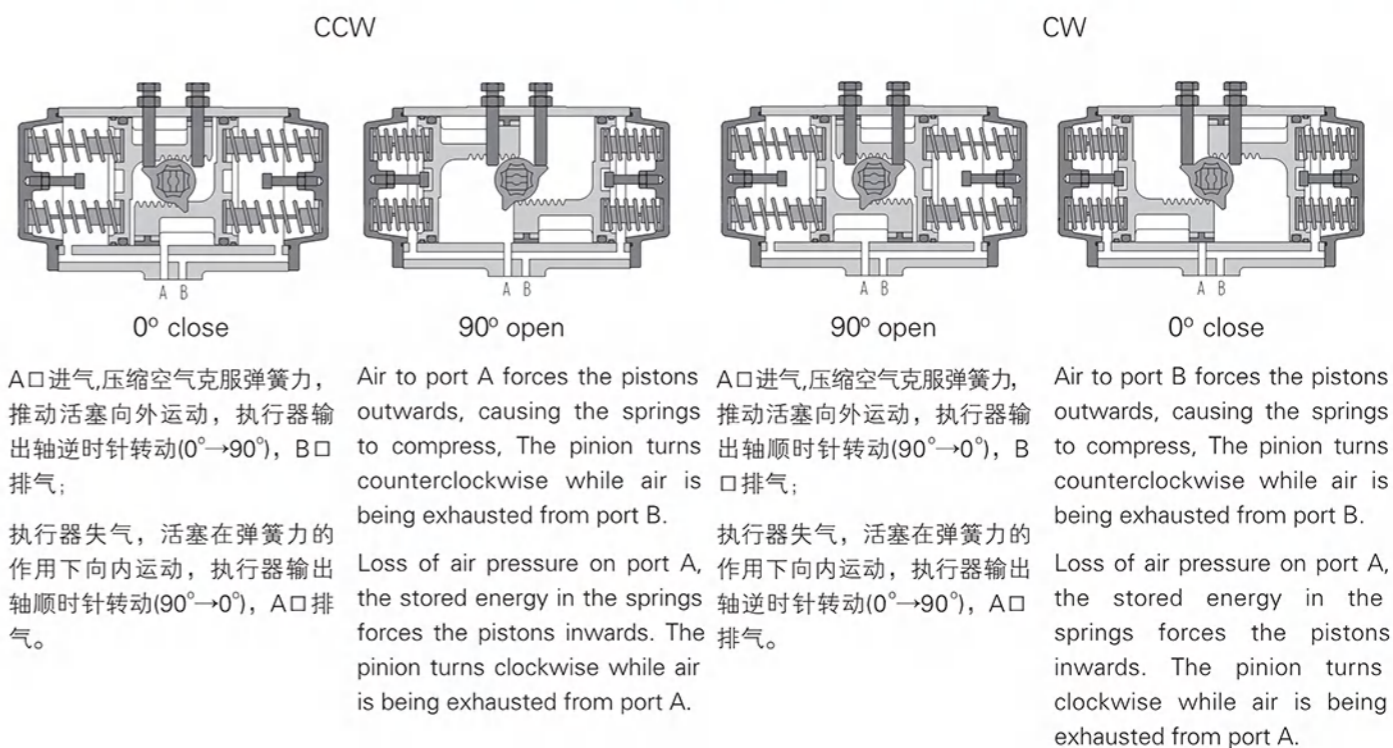 CCW
CW
A B
A B
A B
A B
0° close
90° open
90° open
0° close
A口进气,压缩空气克服弹簧力，
推动活塞向外运动，执行器输
出轴逆时针转动(0°→90°)，B口
排气；
执行器失气，活塞在弹簧力的
作用下向内运动，执行器输出
轴顺时针转动(90°→0°)，A口排
气。
Air to port A forces the pistons
outwards, causing the springs
to compress, The pinion turns
counterclockwise while air is
being exhausted from port B.
Loss of air pressure on port A,
the stored energy in the springs
forces the pistons inwards. The
pinion turns clockwise while air
is being exhausted from port A.
A口进气,压缩空气克服弹簧力,
推动活塞向外运动，执行器输
出轴顺时针转动(90°→0°)，B
口排气；
执行器失气，活塞在弹簧力的
作用下向内运动，执行器输出
轴逆时针转动(0°→90°)，A口
排气。
Air to port B forces the pistons
outwards, causing the springs
to compress, The pinion turns
counterclockwise while air is
being exhausted from port B.
Loss of air pressure on port A,
the stored energy in the
springs forces the pistons
inwards. The pinion turns
clockwise while air is being
exhausted from port A.